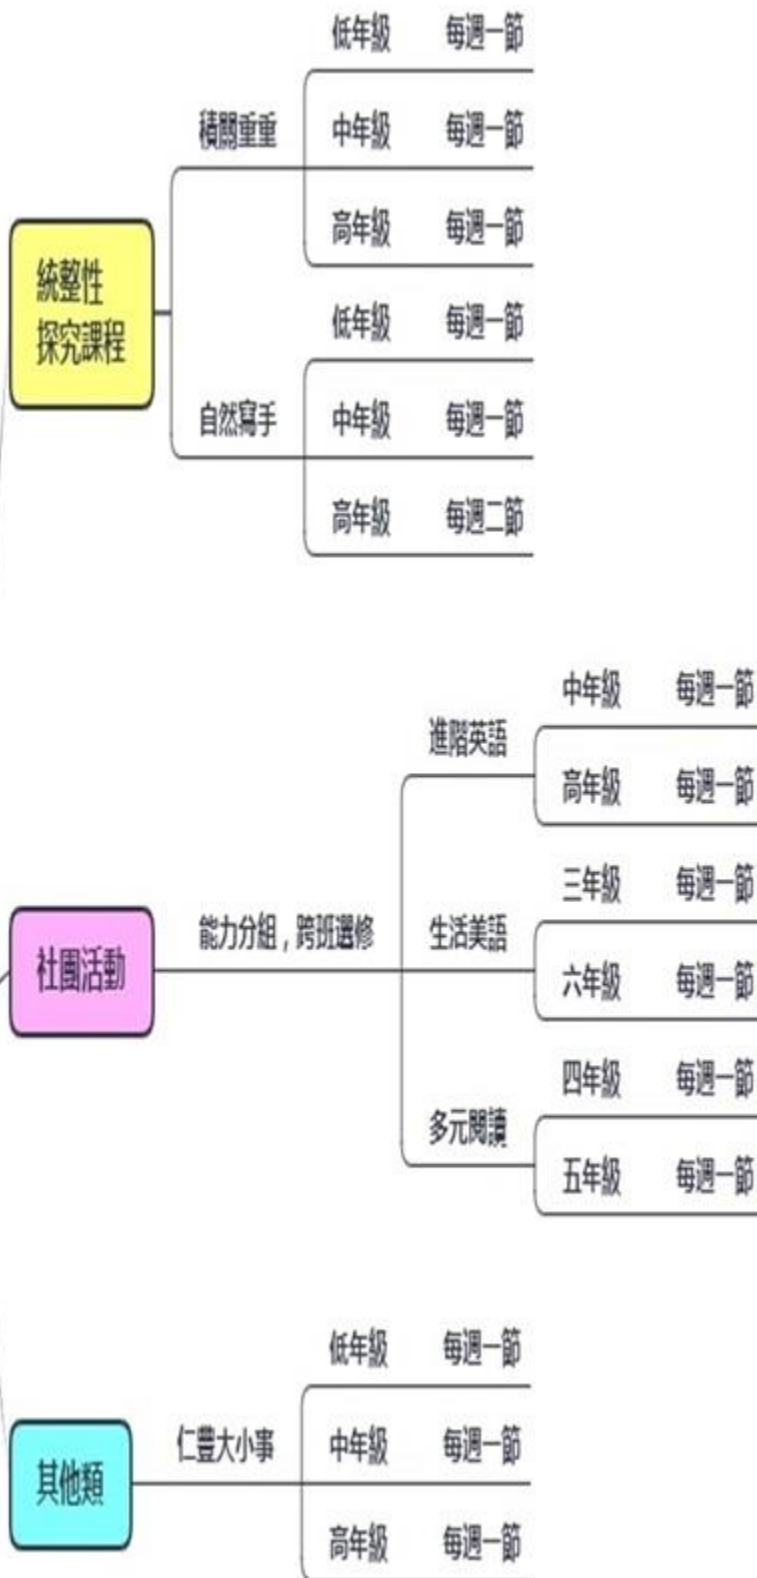 低年級 每週一節
積關重重
中年級 每週一節
高年級 每週一節
統整性
探究課程
低年級 每週一節
自然寫手
中年級 每週一節
高年級 每週二節
中年級 每週一節
進階英語
高年級 每週一節
三年級 每週一節
社團活動
能力分組，跨班選修
生活美語
六年級 每週一節
四年級 每週一節
多元閱讀
五年級 每週一節
低年級 每週一節
其他類
仁豐大小事
中年級 每週一節
高年級 每週一節